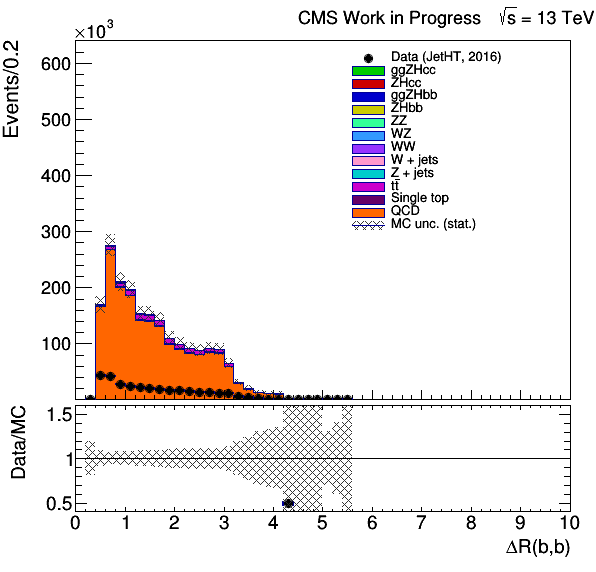 CMS Work in Progress √s = 13 TeV
×10³
Events/0.2
600
500
400
300
200
100
Data (JetHT, 2016)
ggZHcc
ZHcc
ggZHbb
ZHbb
ZZ
WZ
WW
W + jets
Z + jets
tt̄
Single top
QCD
MC unc. (stat.)
Data/MC
1.5
1
0.5
0 1 2 3 4 5 6 7 8 9 10
ΔR(b,b)